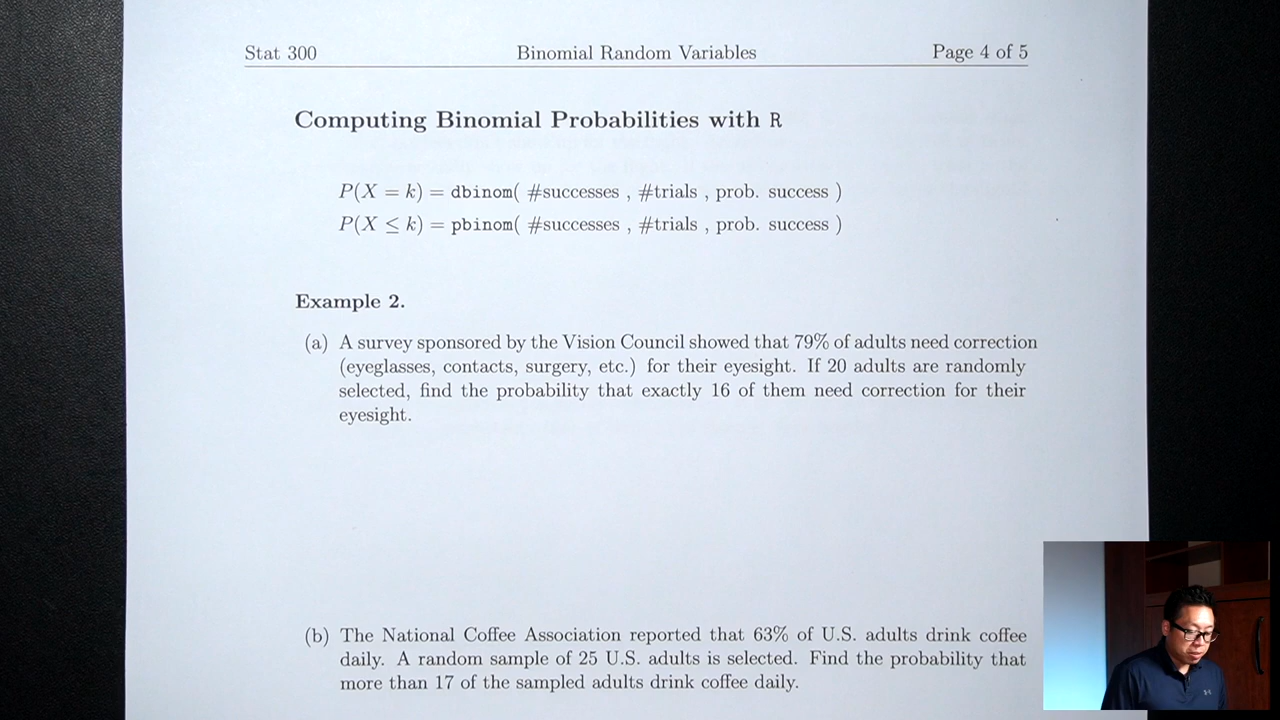 Stat 300 Binomial Random Variables Page 4 of 5
Computing Binomial Probabilities with R
P(X = k) = dbinom( #successes , #trials , prob. success )
P(X ≤ k) = pbinom( #successes , #trials , prob. success )
Example 2.
(a) A survey sponsored by the Vision Council showed that 79% of adults need correction
(eyeglasses, contacts, surgery, etc.) for their eyesight. If 20 adults are randomly
selected, find the probability that exactly 16 of them need correction for their
eyesight.
(b) The National Coffee Association reported that 63% of U.S. adults drink coffee
daily. A random sample of 25 U.S. adults is selected. Find the probability that
more than 17 of the sampled adults drink coffee daily.